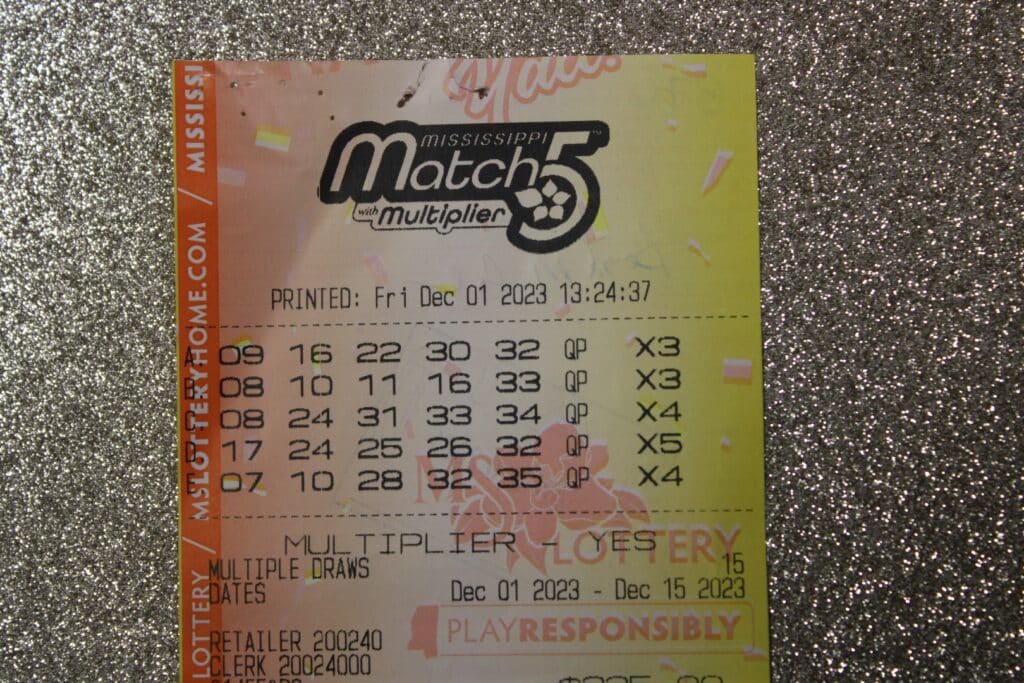 MISSISSIPPI
Match 5™
with Multiplier
PRINTED: Fri Dec 01 2023 13:24:37
A. 09 16 22 30 32 QP X3
B. 08 10 11 16 33 QP X3
C. 08 24 31 33 34 QP X4
D. 17 24 25 26 32 QP X5
E. 07 10 28 32 35 QP X4
MULTIPLIER - YES
MULTIPLE DRAWS 15
DATES Dec 01 2023 - Dec 15 2023
RETAILER 200240
CLERK 20024000
MS
LOTTERY
PLAY RESPONSIBLY
LOTTERY / MSLOTTERYHOME.COM / MISSISSI